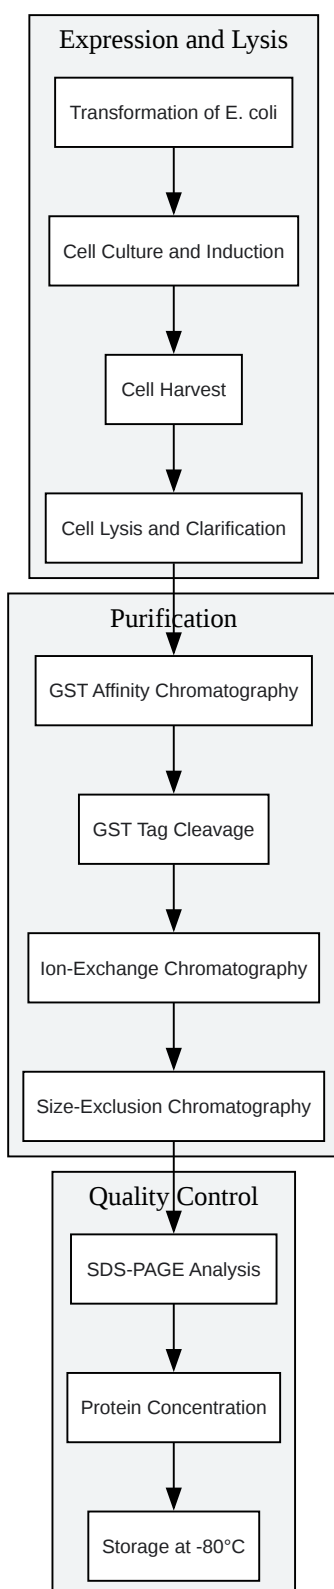 Expression and Lysis
Transformation of E. coli
Cell Culture and Induction
Cell Harvest
Cell Lysis and Clarification
Purification
GST Affinity Chromatography
GST Tag Cleavage
Ion-Exchange Chromatography
Size-Exclusion Chromatography
Quality Control
SDS-PAGE Analysis
Protein Concentration
Storage at -80°C